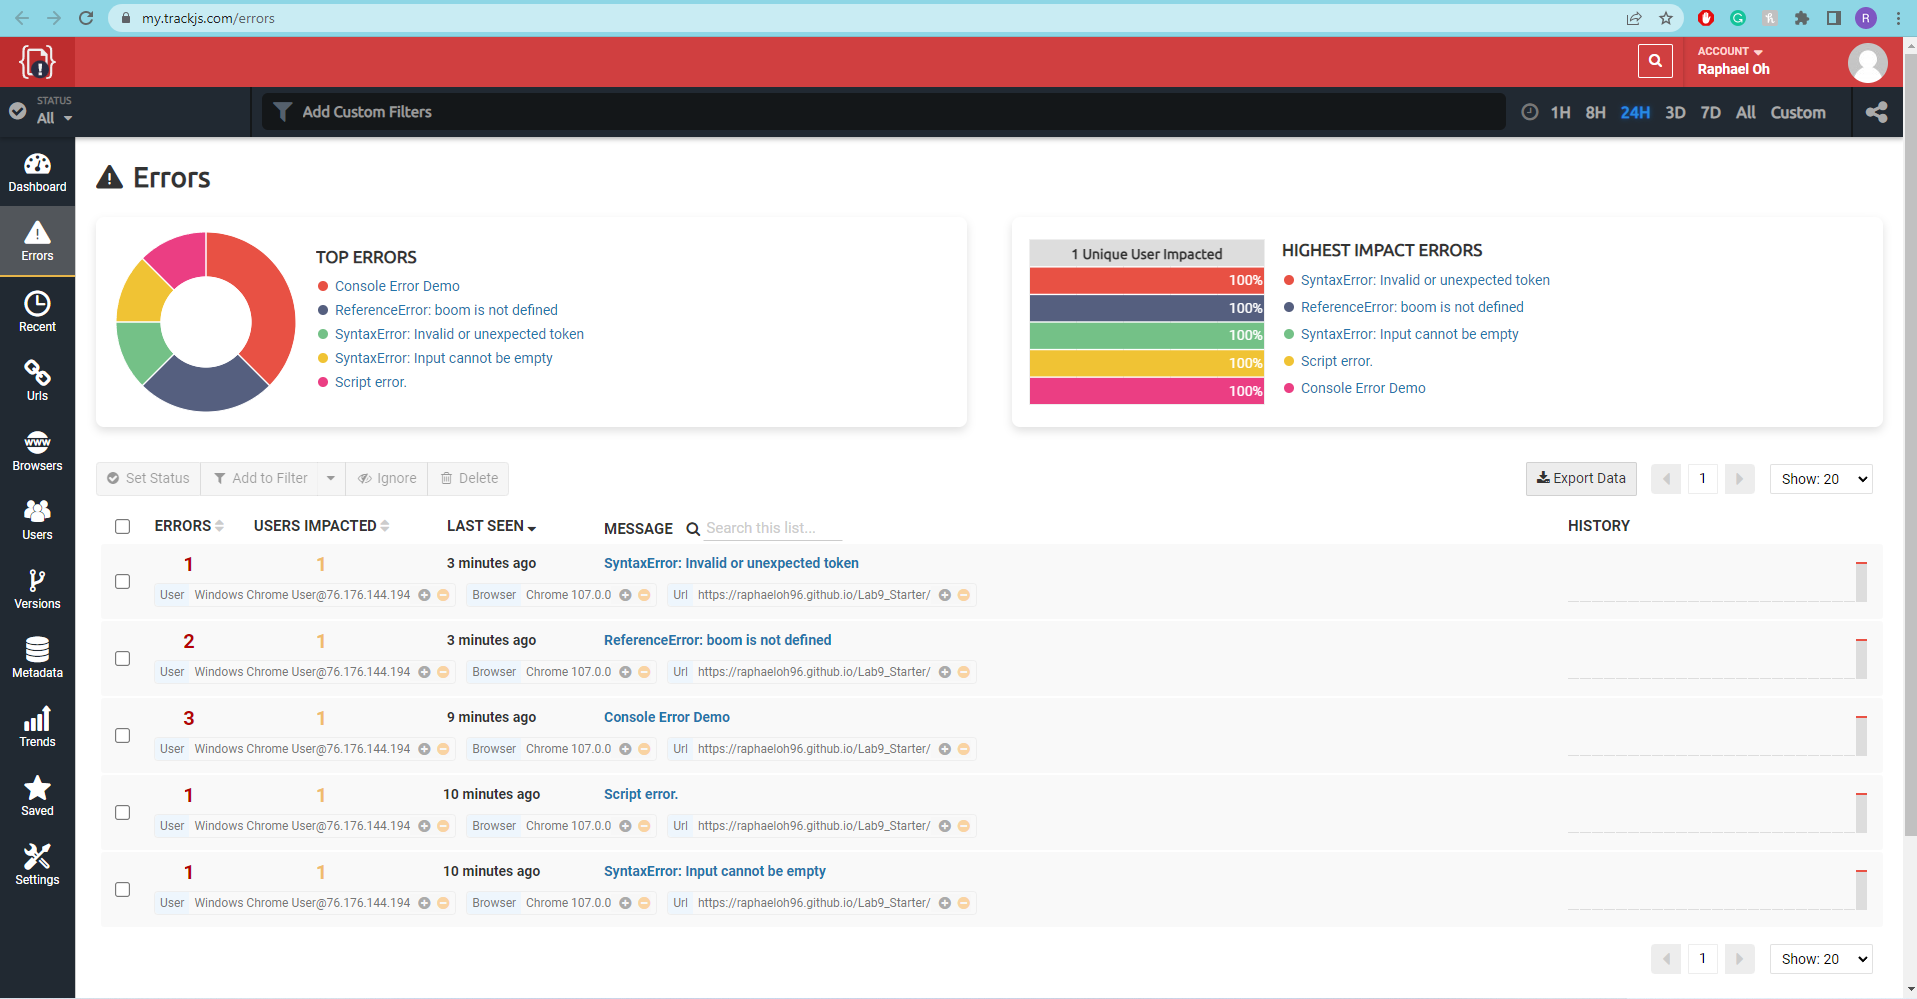 my.trackjs.com/errors
R
ACCOUNT
Raphael Oh
STATUS
All
Add Custom Filters
1H 8H 24H 3D 7D All Custom
Dashboard
Errors
Recent
Urls
WWW
Browsers
Users
Versions
Metadata
Trends
Saved
Settings
Errors
TOP ERRORS
Console Error Demo
ReferenceError: boom is not defined
SyntaxError: Invalid or unexpected token
SyntaxError: Input cannot be empty
Script error.
1 Unique User Impacted
100%
100%
100%
100%
100%
HIGHEST IMPACT ERRORS
SyntaxError: Invalid or unexpected token
ReferenceError: boom is not defined
SyntaxError: Input cannot be empty
Script error.
Console Error Demo
Set Status Add to Filter Ignore Delete
Export Data 1 Show: 20
ERRORS USERS IMPACTED LAST SEEN MESSAGE Search this list... HISTORY
1 1 3 minutes ago SyntaxError: Invalid or unexpected token
User Windows Chrome User@76.176.144.194 Browser Chrome 107.0.0 Url https://raphaeloh96.github.io/Lab9_Starter/
2 1 3 minutes ago ReferenceError: boom is not defined
User Windows Chrome User@76.176.144.194 Browser Chrome 107.0.0 Url https://raphaeloh96.github.io/Lab9_Starter/
3 1 9 minutes ago Console Error Demo
User Windows Chrome User@76.176.144.194 Browser Chrome 107.0.0 Url https://raphaeloh96.github.io/Lab9_Starter/
1 1 10 minutes ago Script error.
User Windows Chrome User@76.176.144.194 Browser Chrome 107.0.0 Url https://raphaeloh96.github.io/Lab9_Starter/
1 1 10 minutes ago SyntaxError: Input cannot be empty
User Windows Chrome User@76.176.144.194 Browser Chrome 107.0.0 Url https://raphaeloh96.github.io/Lab9_Starter/
1 Show: 20